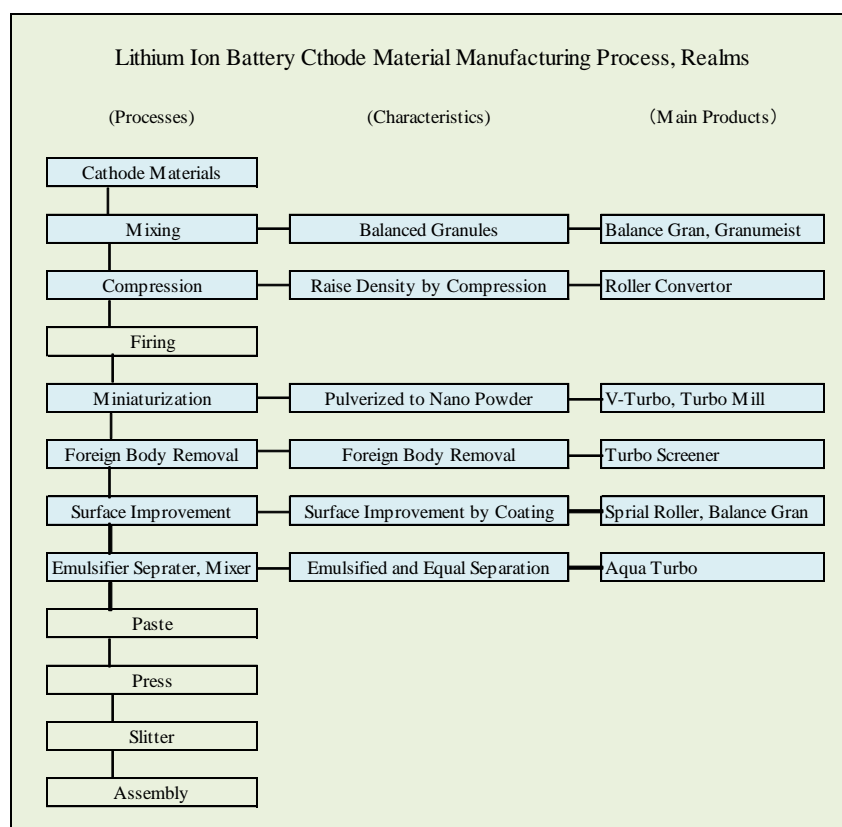 Lithium Ion Battery Cthode Material Manufacturing Process, Realms
(Processes) (Characteristics) (Main Products）
Cathode Materials
Mixing Balanced Granules Balance Gran, Granumeist
Compression Raise Density by Compression Roller Convertor
Firing
Miniaturization Pulverized to Nano Powder V-Turbo, Turbo Mill
Foreign Body Removal Foreign Body Removal Turbo Screener
Surface Improvement Surface Improvement by Coating Sprial Roller, Balance Gran
Emulsifier Seprater, Mixer Emulsified and Equal Separation Aqua Turbo
Paste
Press
Slitter
Assembly